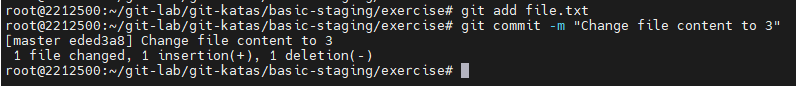 root@2212500:~/git-lab/git-katas/basic-staging/exercise# git add file.txt
root@2212500:~/git-lab/git-katas/basic-staging/exercise# git commit -m "Change file content to 3"
[master eded3a8] Change file content to 3
 1 file changed, 1 insertion(+), 1 deletion(-)
root@2212500:~/git-lab/git-katas/basic-staging/exercise#